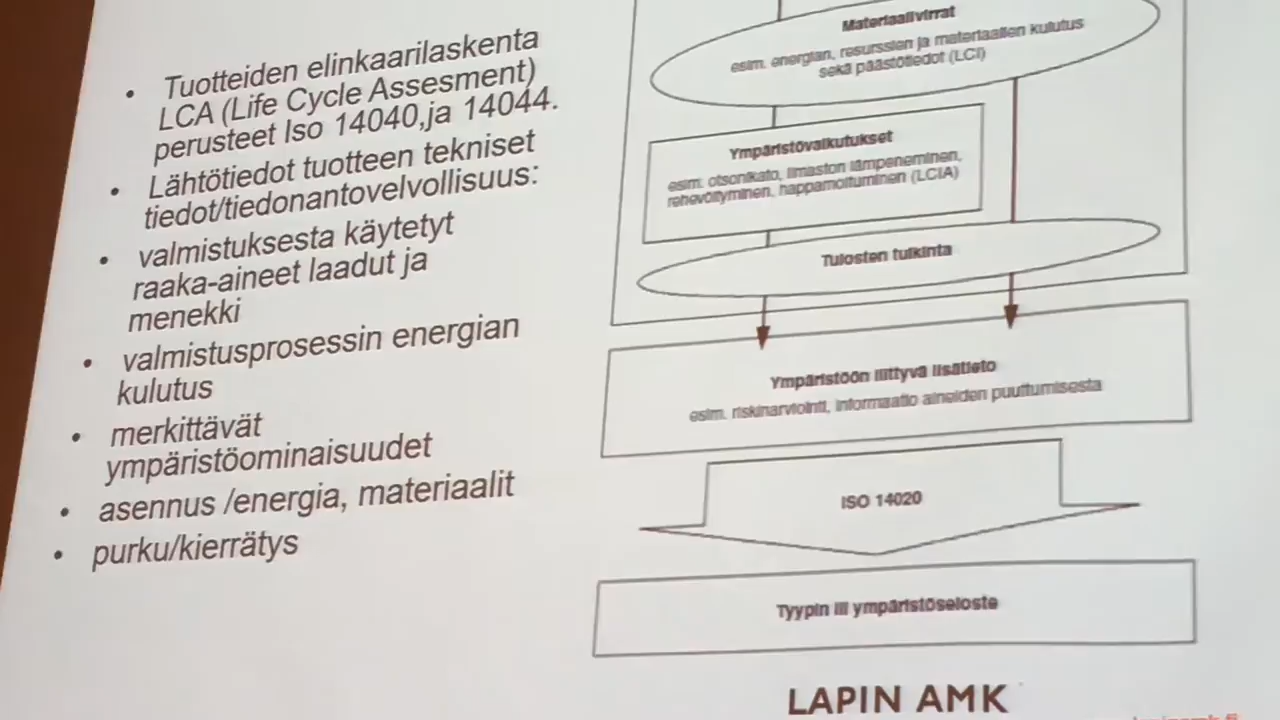 • Tuotteiden elinkaarilaskenta
LCA (Life Cycle Assesment)
perusteet Iso 14040,ja 14044.
• Lähtötiedot tuotteen tekniset
tiedot/tiedonantovelvollisuus:
• valmistuksesta käytetyt
raaka-aineet laadut ja
menekki
• valmistusprosessin energian
kulutus
• merkittävät
ympäristöominaisuudet
• asennus /energia, materiaalit
• purku/kierrätys
Materiaalivirrat
esim. energian, resurssien ja materiaalien kulutus
sekä päästötiedot (LCI)
Ympäristövaikutukset
esim. otsonikato, ilmaston lämpeneminen,
rehevöityminen, happamoituminen (LCIA)
Tulosten tulkinta
Ympäristöön liittyvä lisätieto
esim. riskinarviointi, informaatio aineiden puuttumisesta
ISO 14020
Tyypin III ympäristöseloste
LAPIN AMK